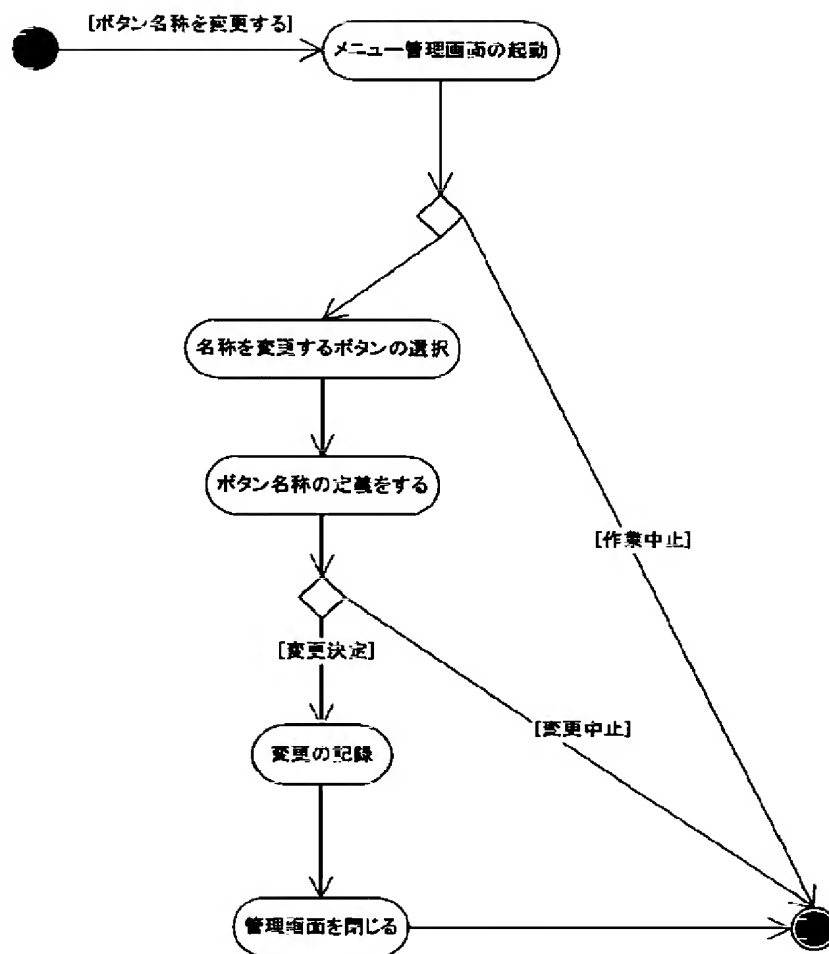 [ボタン名称を変更する]
メニュー管理画面の起動
名称を変更するボタンの選択
ボタン名称の定義をする
[作業中止]
[変更決定]
[変更中止]
変更の記録
管理画面を閉じる